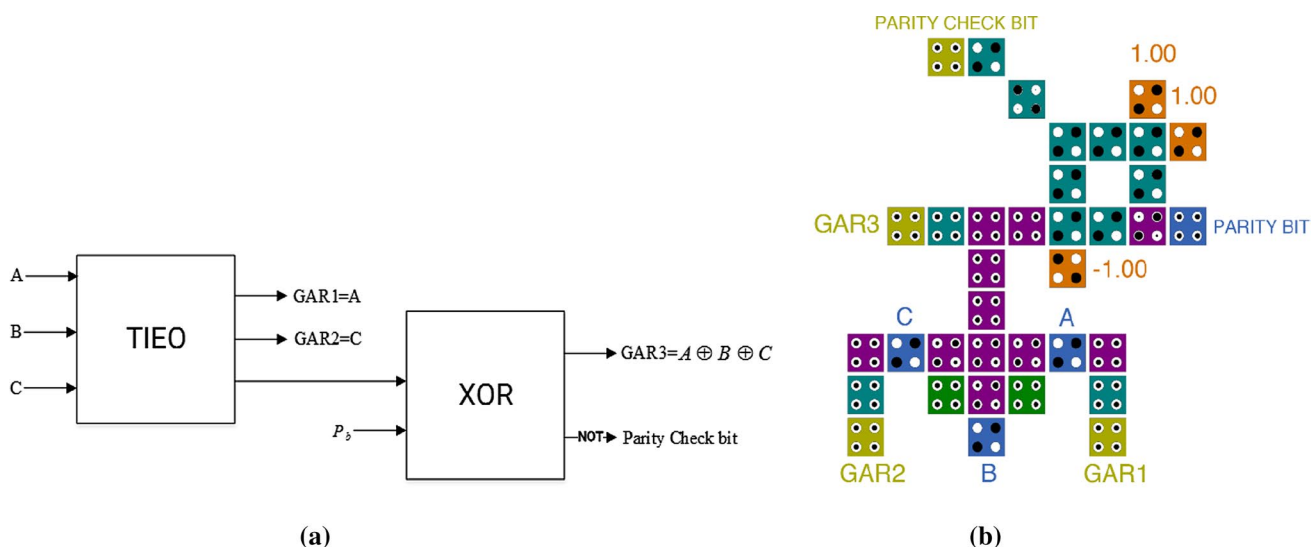 A
B
C
TIEO
GAR1=A
GAR2=C
P_b
XOR
GAR3=A ⊕ B ⊕ C
NOT
Parity Check bit
(a)
PARITY CHECK BIT
1.00
1.00
GAR3
PARITY BIT
-1.00
C
A
GAR2
B
GAR1
(b)